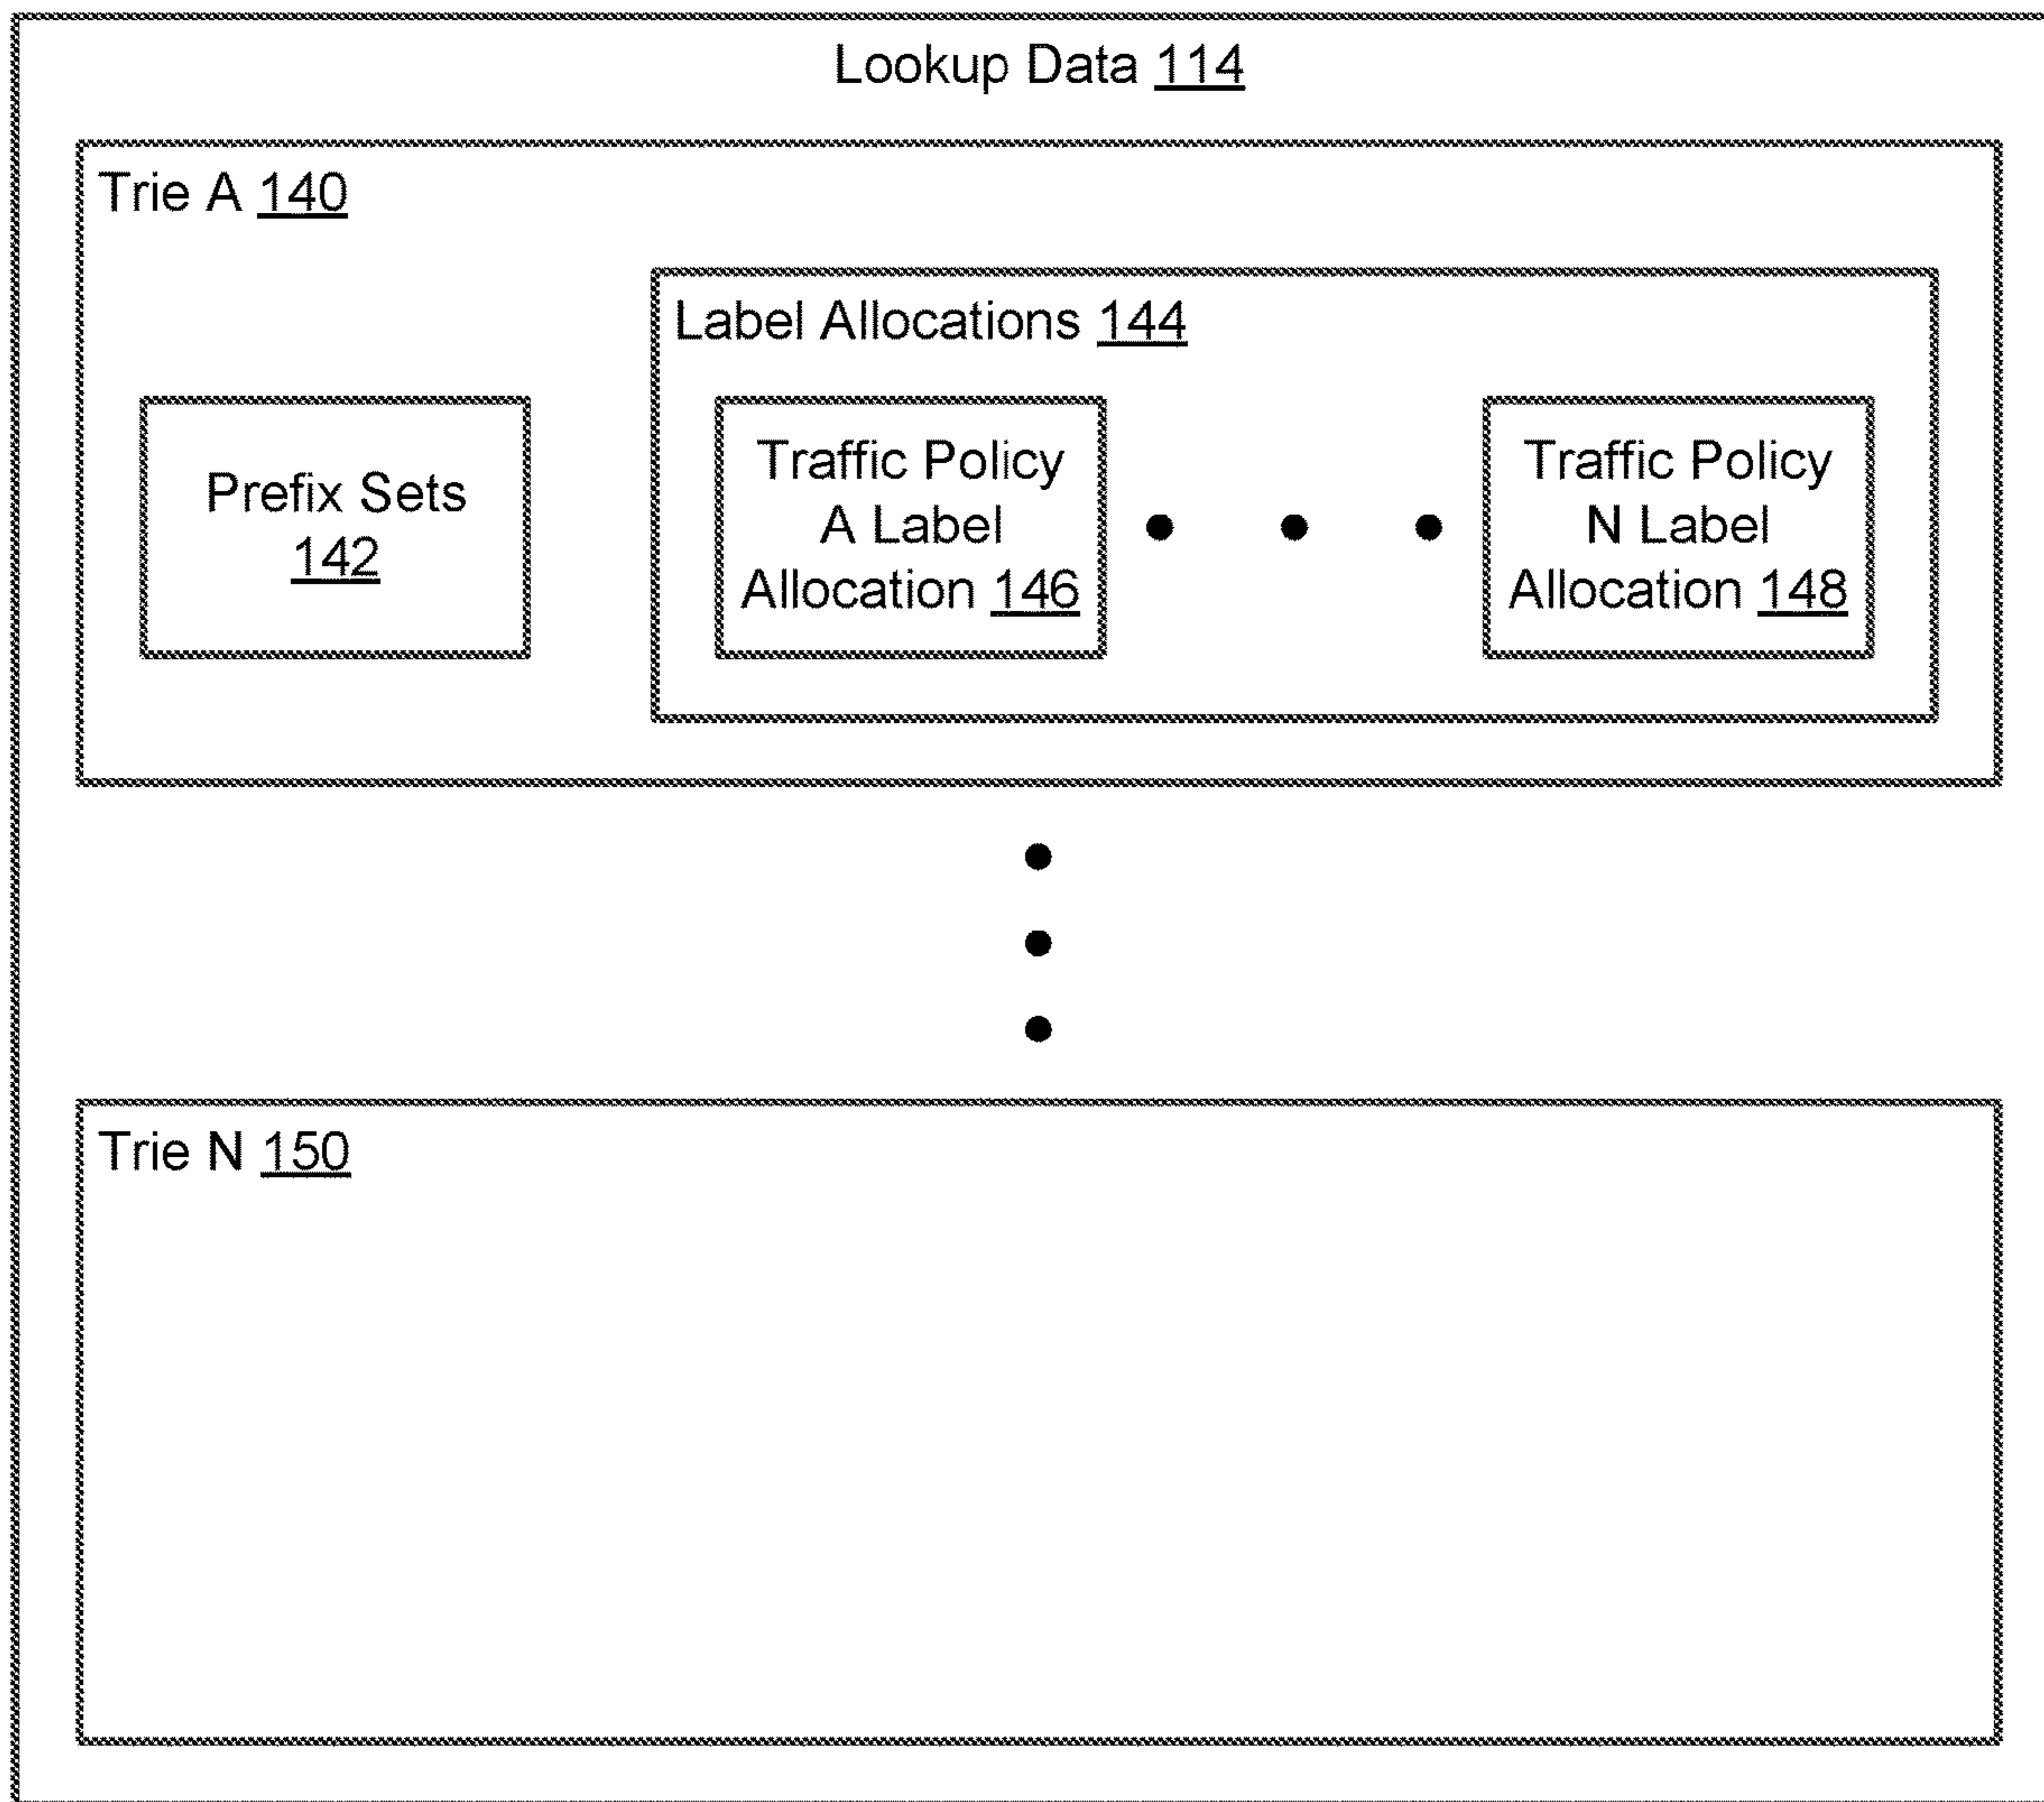 Lookup Data 114
Trie A 140
Label Allocations 144
Prefix Sets
142
Traffic Policy
A Label
Allocation 146
Traffic Policy
N Label
Allocation 148
Trie N 150